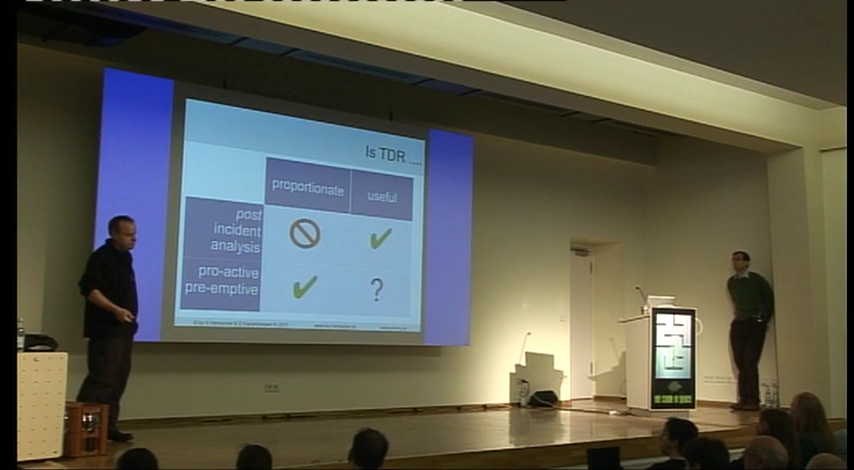 Is TDR ....
proportionate
useful
post
incident
analysis
pro-active
pre-emptive
?